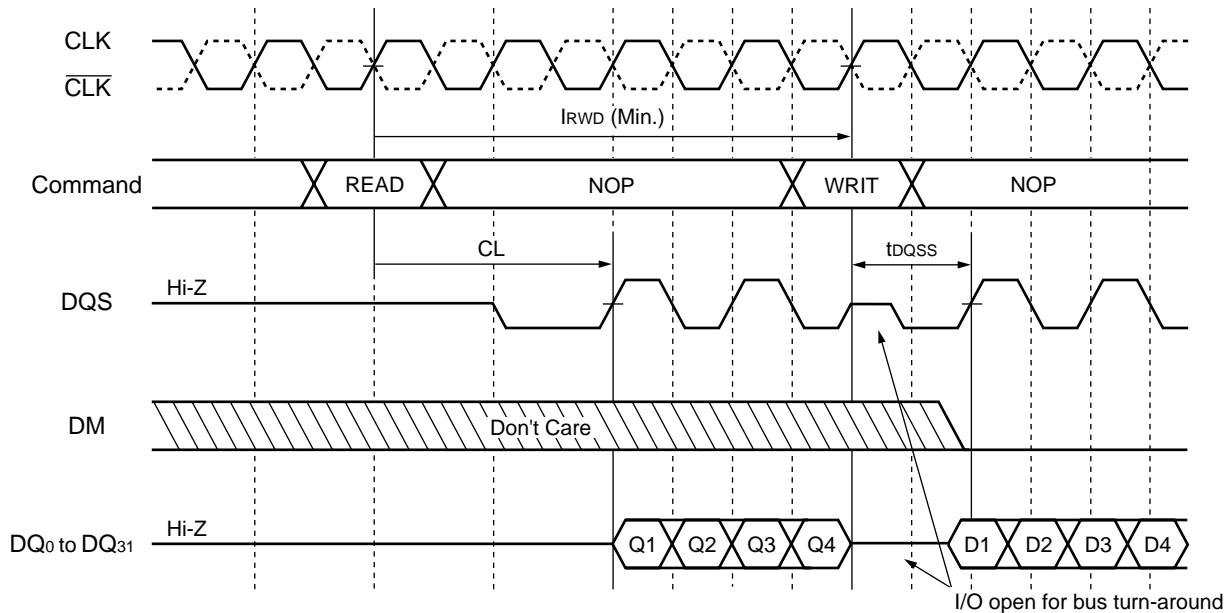 CLK
CLK
IRWD (Min.)
Command
READ
NOP
WRIT
NOP
CL
tDQSS
DQS
Hi-Z
DM
Don't Care
DQ0 to DQ31
Hi-Z
Q1
Q2
Q3
Q4
D1
D2
D3
D4
I/O open for bus turn-around